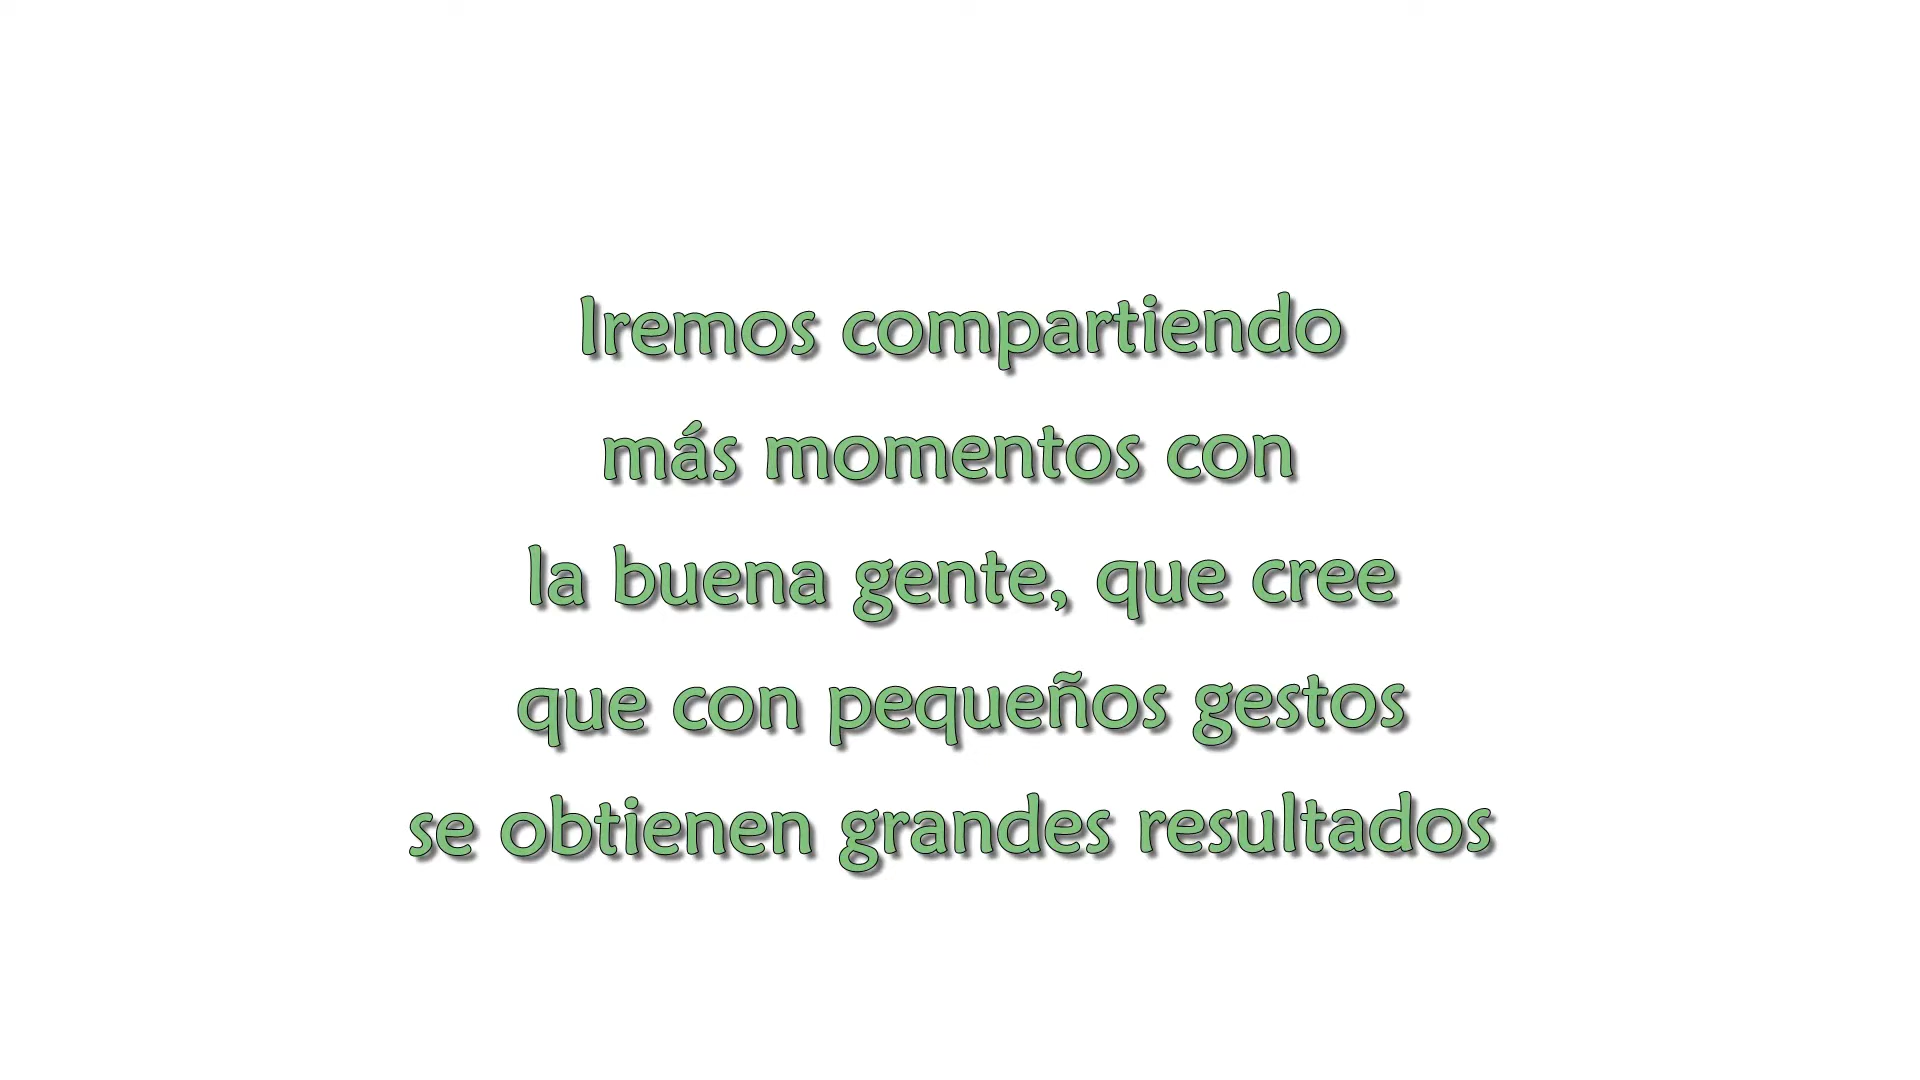 Iremos compartiendo
más momentos con
la buena gente, que cree
que con pequeños gestos
se obtienen grandes resultados